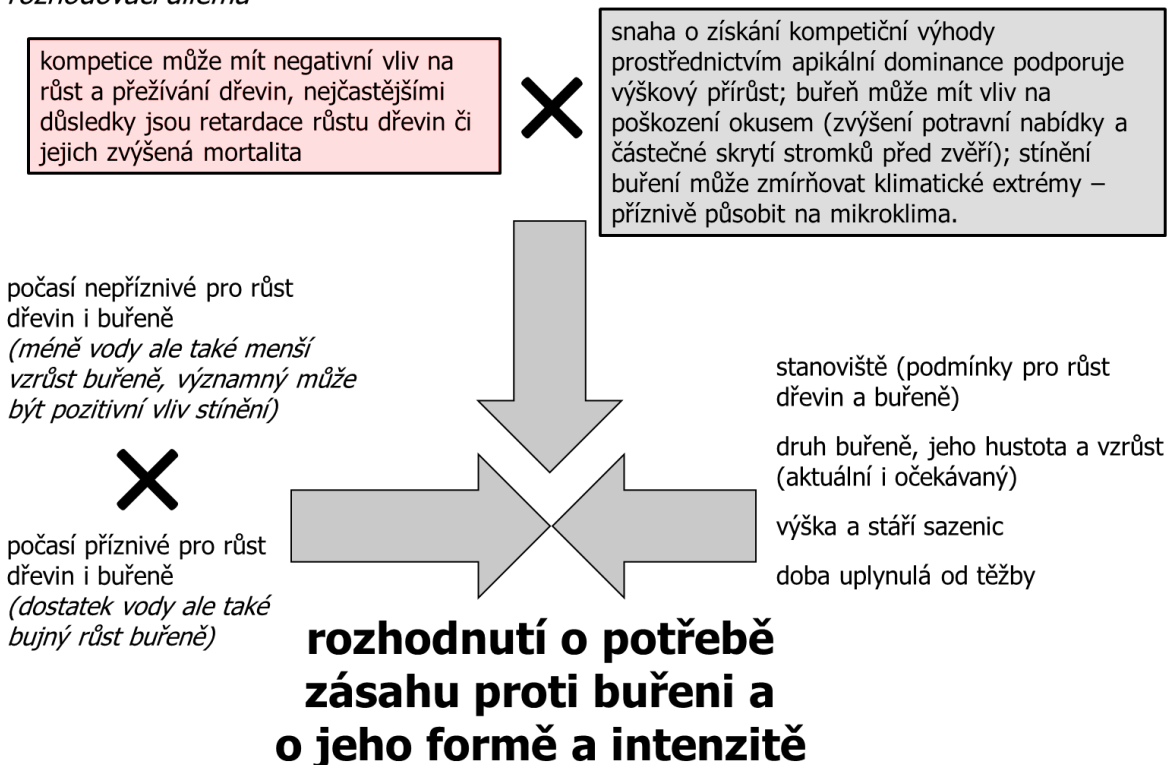 rozhodovací dilema
kompetice může mít negativní vliv na
růst a přežívání dřevin, nejčastějšími
důsledky jsou retardace růstu dřevin či
jejich zvýšená mortalita
snaha o získání kompetiční výhody
prostřednictvím apikální dominance podporuje
výškový přírůst; buřeň může mít vliv na
poškození okusem (zvýšení potravní nabídky a
částečné skrytí stromků před zvěří); stínění
buření může zmírňovat klimatické extrémy –
příznivě působit na mikroklima.
počasí nepříznivé pro růst
dřevin i buřeně
(méně vody ale také menší
vzrůst buřeně, významný může
být pozitivní vliv stínění)
počasí příznivé pro růst
dřevin i buřeně
(dostatek vody ale také
bujný růst buřeně)
stanoviště (podmínky pro růst
dřevin a buřeně)
druh buřeně, jeho hustota a vzrůst
(aktuální i očekávaný)
výška a stáří sazenic
doba uplynulá od těžby
rozhodnutí o potřebě
zásahu proti buřeni a
o jeho formě a intenzitě